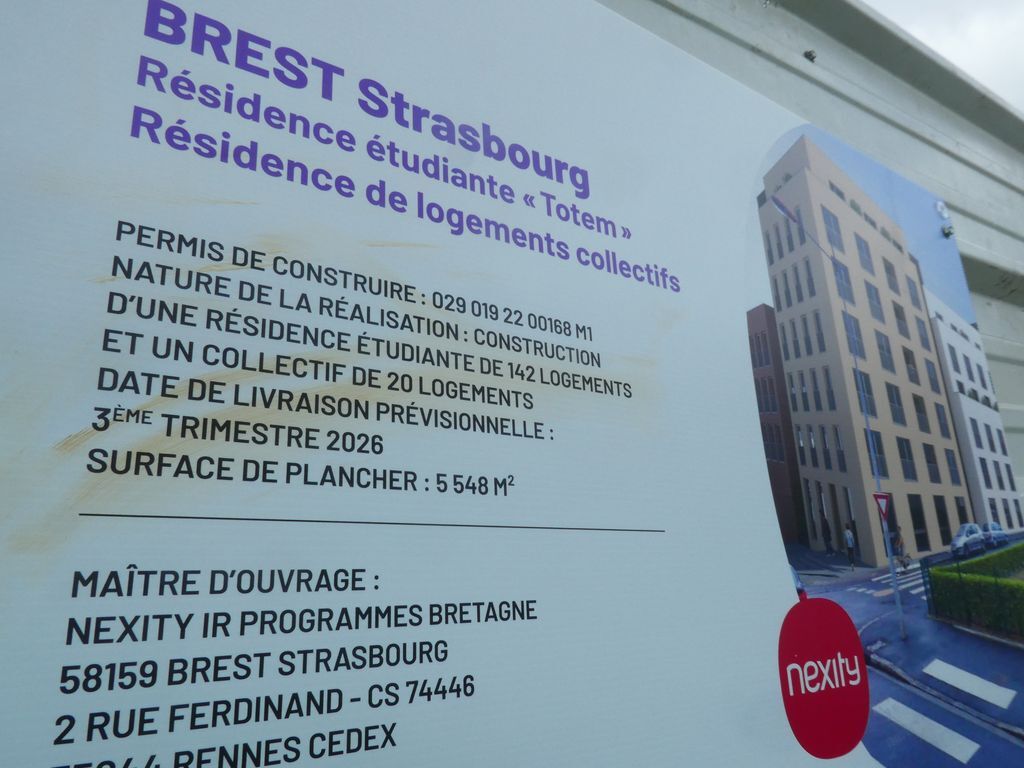 BREST Strasbourg
Résidence étudiante « Totem »
Résidence de logements collectifs
PERMIS DE CONSTRUIRE : 029 019 22 00168 M1
NATURE DE LA RÉALISATION : CONSTRUCTION
D'UNE RÉSIDENCE ÉTUDIANTE DE 142 LOGEMENTS
ET UN COLLECTIF DE 20 LOGEMENTS
DATE DE LIVRAISON PRÉVISIONNELLE :
3ÈME TRIMESTRE 2026
SURFACE DE PLANCHER : 5 548 M²
MAÎTRE D'OUVRAGE :
NEXITY IR PROGRAMMES BRETAGNE
58159 BREST STRASBOURG
2 RUE FERDINAND - CS 74446
RENNES CEDEX
nexity